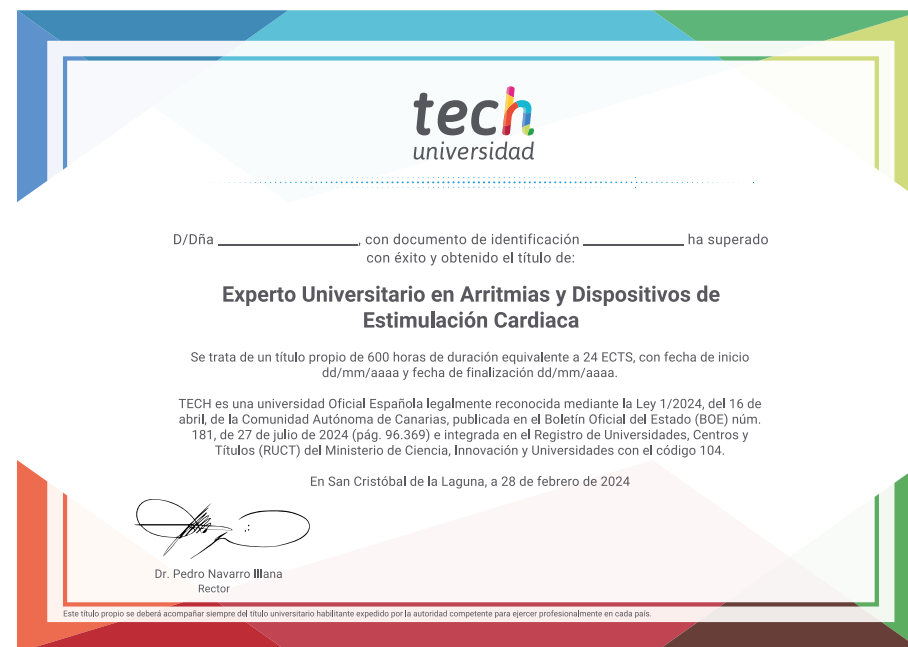 tech
universidad
D/Dña ____________, con documento de identificación ____________ ha superado
con éxito y obtenido el título de:
Experto Universitario en Arritmias y Dispositivos de
Estimulación Cardiaca
Se trata de un título propio de 600 horas de duración equivalente a 24 ECTS, con fecha de inicio
dd/mm/aaaa y fecha de finalización dd/mm/aaaa.
TECH es una universidad Oficial Española legalmente reconocida mediante la Ley 1/2024, del 16 de
abril, de la Comunidad Autónoma de Canarias, publicada en el Boletín Oficial del Estado (BOE) núm.
181, de 27 de julio de 2024 (pág. 96.369) e integrada en el Registro de Universidades, Centros y
Títulos (RUCT) del Ministerio de Ciencia, Innovación y Universidades con el código 104.
En San Cristóbal de la Laguna, a 28 de febrero de 2024
Dr. Pedro Navarro Illana
Rector
Este título propio se deberá acompañar siempre del título universitario habilitante expedido por la autoridad competente para ejercer profesionalmente en cada país.